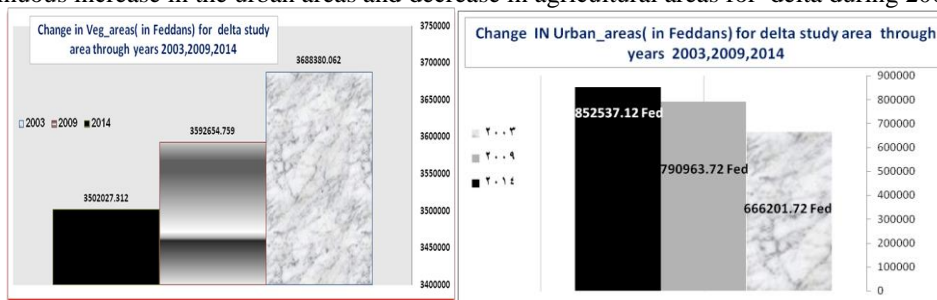 nuous increase in the urban areas and decrease in agricultural areas for delta during 200
Change in Veg_areas( in Feddans) for delta study
area through years 2003,2009,2014
3688380.062
3592654.759
3502027.312
2003 2009 2014
3750000
3700000
3650000
3600000
3550000
3500000
3450000
3400000
Change IN Urban_areas( in Feddans) for delta study area through
years 2003,2009,2014
852537.12 Fed
790963.72 Fed
666201.72 Fed
٢٠٠٣
٢٠٠٩
٢٠١٤
900000
800000
700000
600000
500000
400000
300000
200000
100000
0